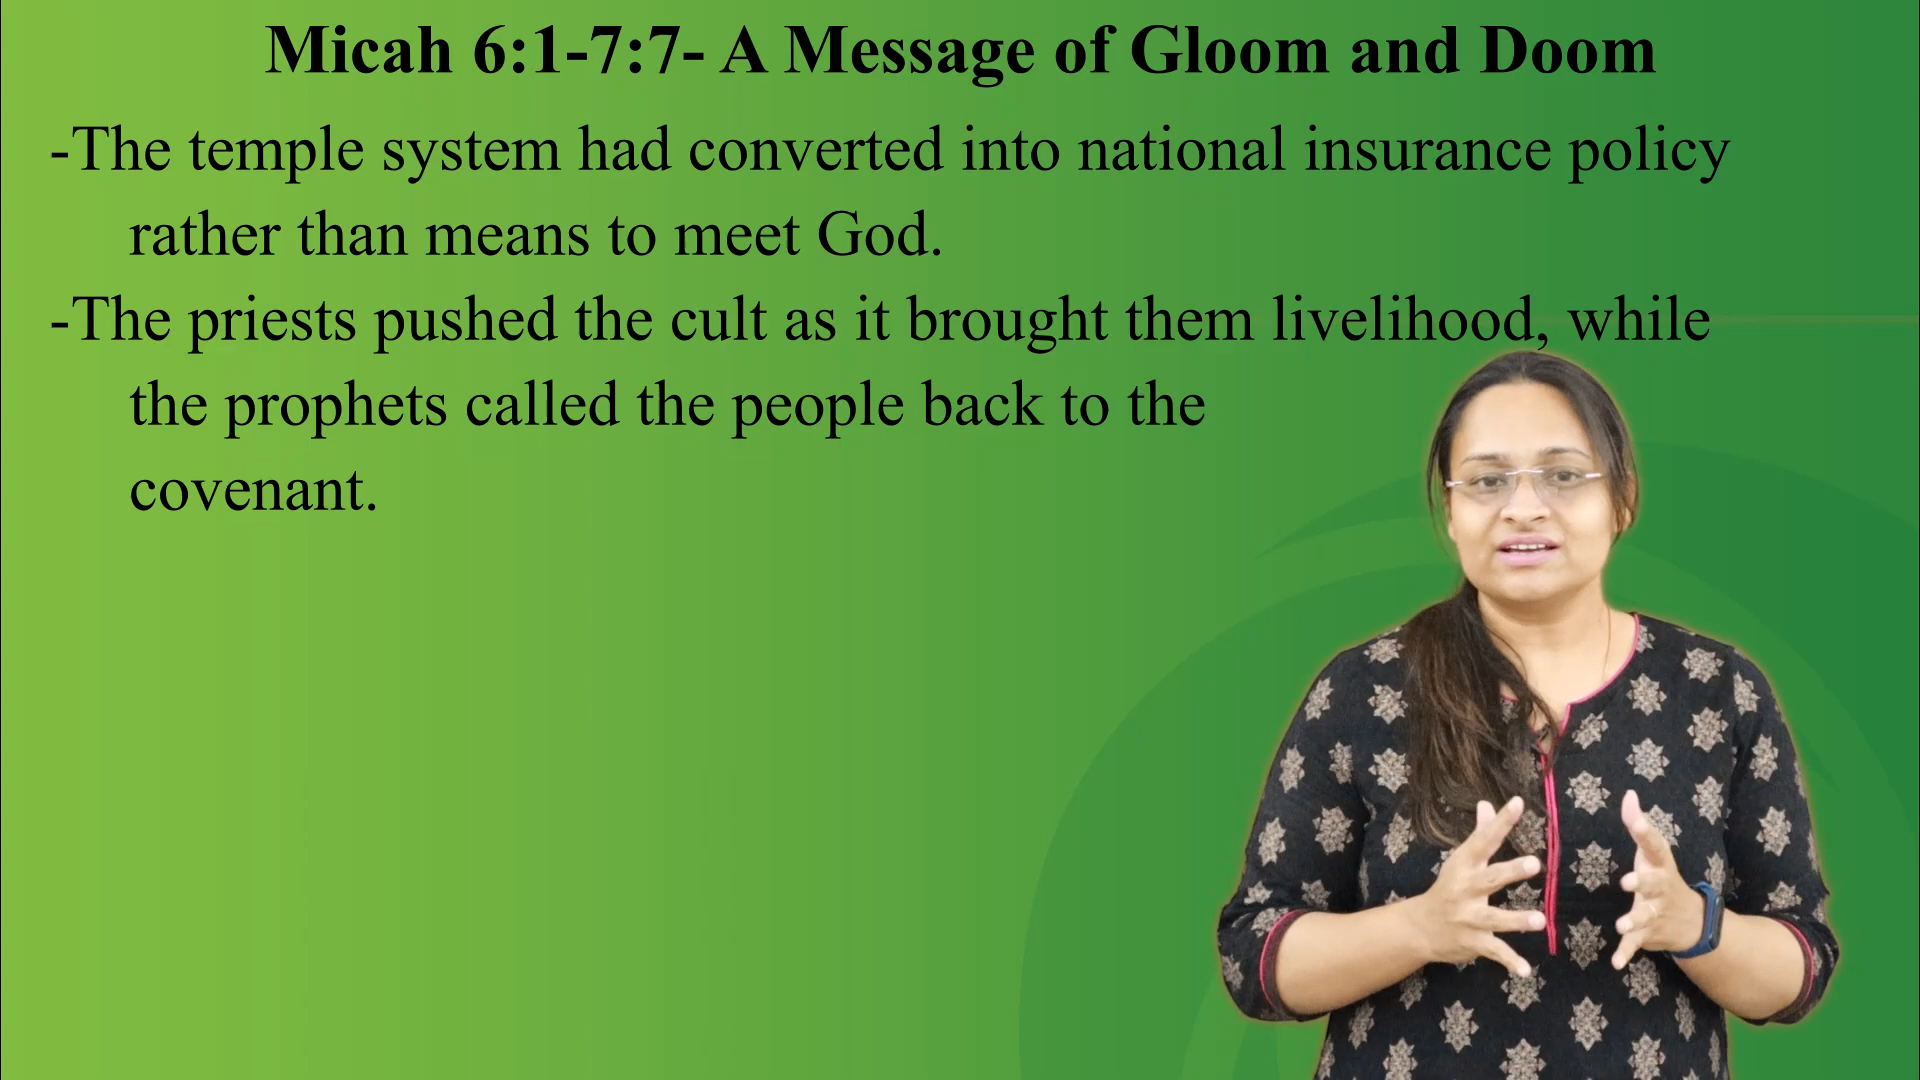 Micah 6:1-7:7- A Message of Gloom and Doom
-The temple system had converted into national insurance policy
rather than means to meet God.
-The priests pushed the cult as it brought them livelihood, while
the prophets called the people back to the
covenant.